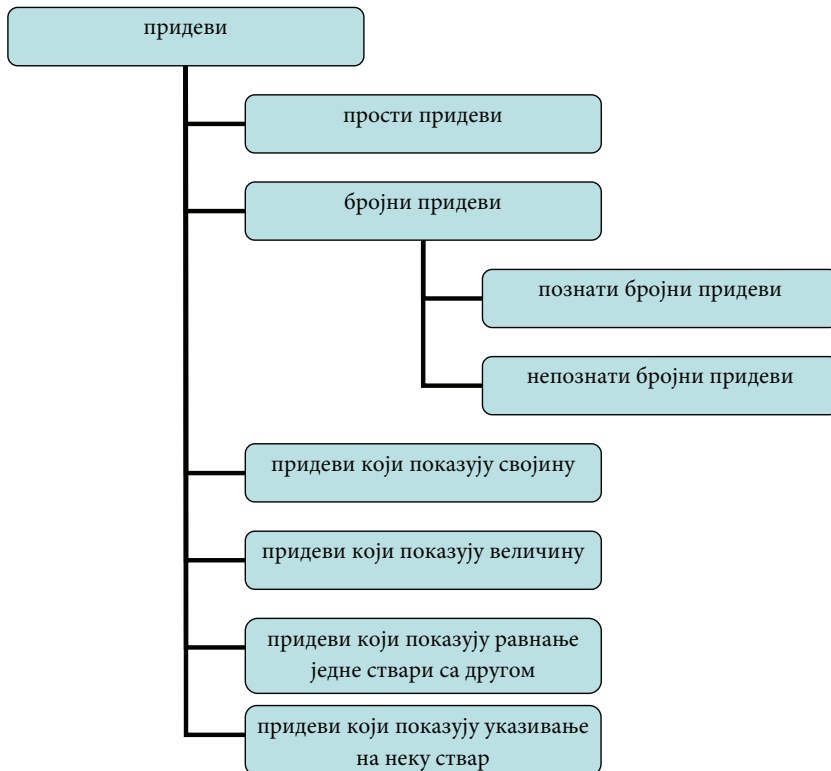 придеви
прости придеви
бројни придеви
познати бројни придеви
непознати бројни придеви
придеви који показују својину
придеви који показују величину
придеви који показују равнање
једне ствари са другом
придеви који показују указивање
на неку ствар